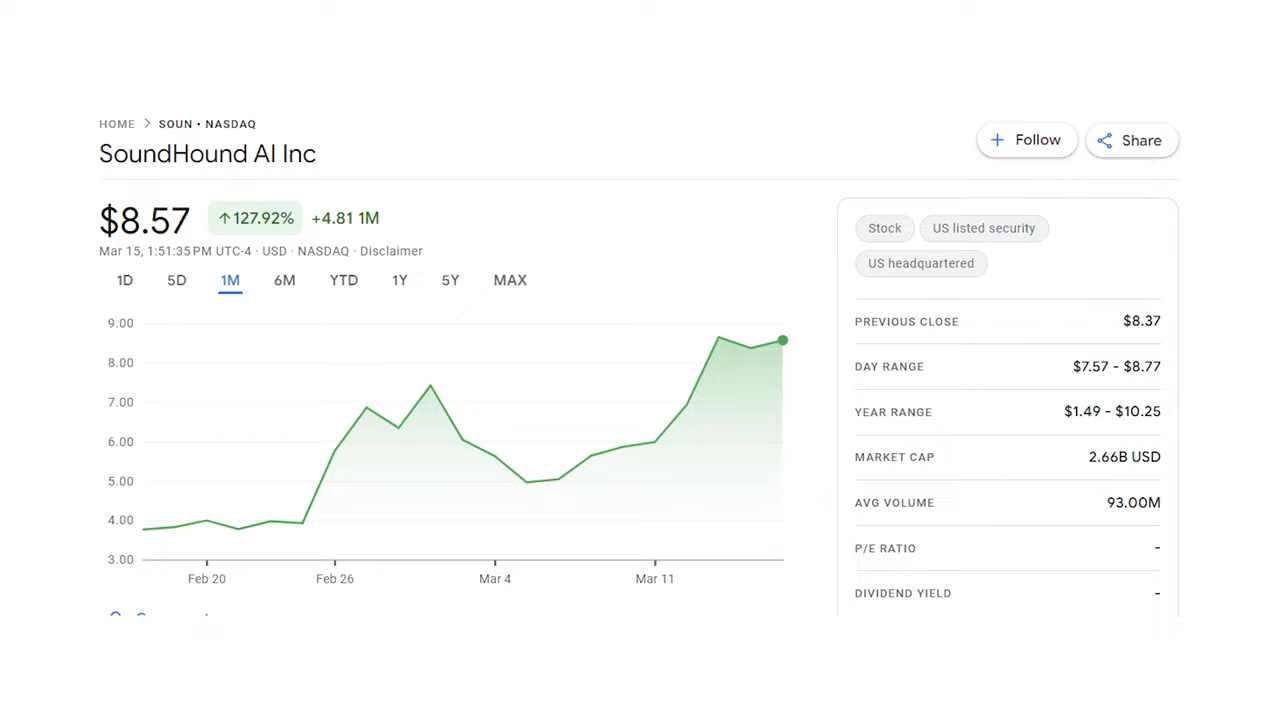 HOME > SOUN • NASDAQ
SoundHound AI Inc
Follow
Share
$8.57 ↑127.92% +4.81 1M
Mar 15, 1:51:35 PM UTC-4 · USD · NASDAQ · Disclaimer
1D 5D 1M 6M YTD 1Y 5Y MAX
9.00
8.00
7.00
6.00
5.00
4.00
3.00
Feb 20 Feb 26 Mar 4 Mar 11
Stock US listed security
US headquartered
PREVIOUS CLOSE $8.37
DAY RANGE $7.57 - $8.77
YEAR RANGE $1.49 - $10.25
MARKET CAP 2.66B USD
AVG VOLUME 93.00M
P/E RATIO -
DIVIDEND YIELD -